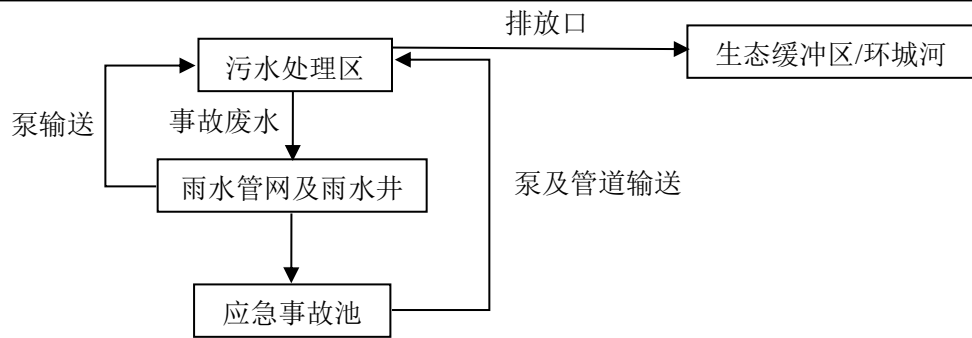 排放口
污水处理区
生态缓冲区/环城河
泵输送
事故废水
雨水管网及雨水井
泵及管道输送
应急事故池